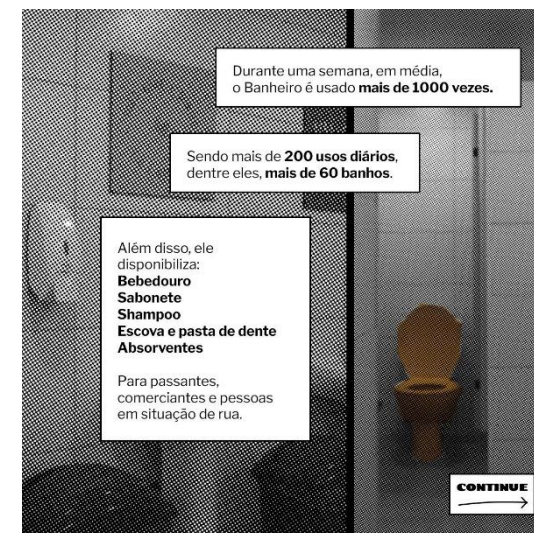 Durante uma semana, em média,
o Banheiro é usado mais de 1000 vezes.
Sendo mais de 200 usos diários,
dentre eles, mais de 60 banhos.
Além disso, ele
disponibiliza:
Bebedouro
Sabonete
Shampoo
Escova e pasta de dente
Absorventes
Para passantes,
comerciantes e pessoas
em situação de rua.
CONTINUE